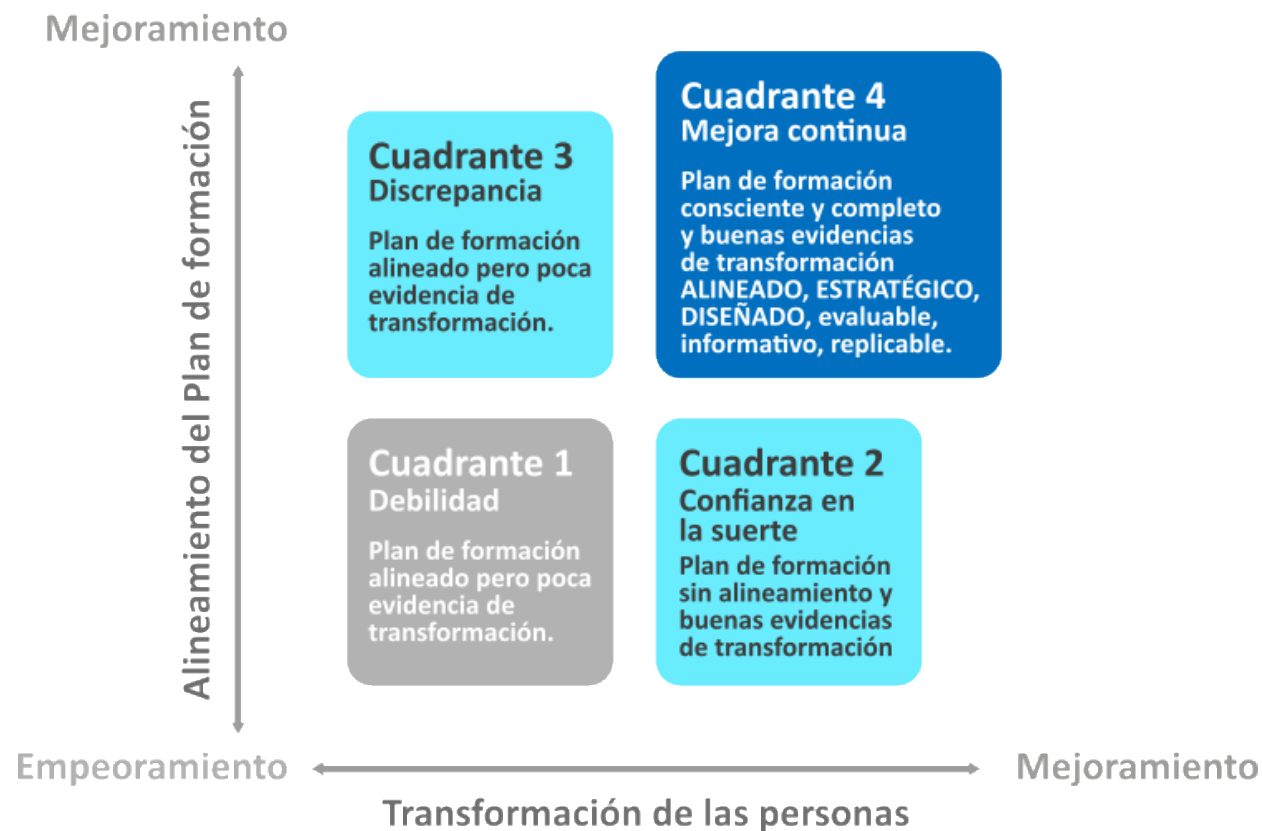 Mejoramiento
Alineamiento del Plan de formación
Cuadrante 3
Discrepancia
Plan de formación
alineado pero poca
evidencia de
transformación.
Cuadrante 4
Mejora continua
Plan de formación
consciente y completo
y buenas evidencias
de transformación
ALINEADO, ESTRATÉGICO,
DISEÑADO, evaluable,
informativo, replicable.
Cuadrante 1
Debilidad
Plan de formación
alineado pero poca
evidencia de
transformación.
Cuadrante 2
Confianza en
la suerte
Plan de formación
sin alineamiento y
buenas evidencias
de transformación
Empeoramiento
Mejoramiento
Transformación de las personas